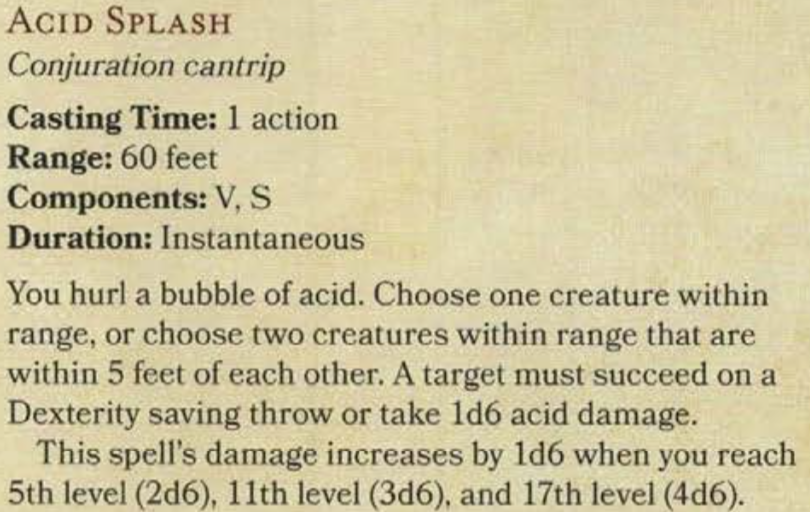 ACID SPLASH
Conjuration cantrip
Casting Time: 1 action
Range: 60 feet
Components: V, S
Duration: Instantaneous
You hurl a bubble of acid. Choose one creature within
range, or choose two creatures within range that are
within 5 feet of each other. A target must succeed on a
Dexterity saving throw or take 1d6 acid damage.
This spell's damage increases by 1d6 when you reach
5th level (2d6), 11th level (3d6), and 17th level (4d6).